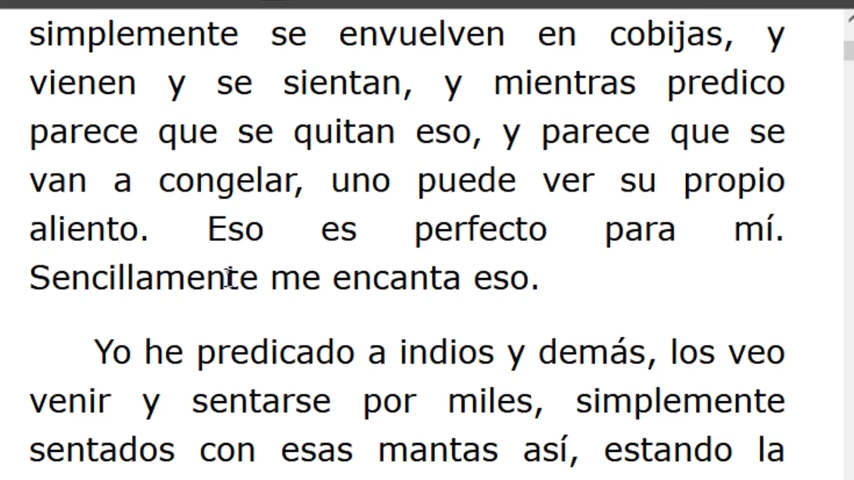 simplemente se envuelven en cobijas, y
vienen y se sientan, y mientras predico
parece que se quitan eso, y parece que se
van a congelar, uno puede ver su propio
aliento. Eso es perfecto para mí.
Sencillamente me encanta eso.
Yo he predicado a indios y demás, los veo
venir y sentarse por miles, simplemente
sentados con esas mantas así, estando la